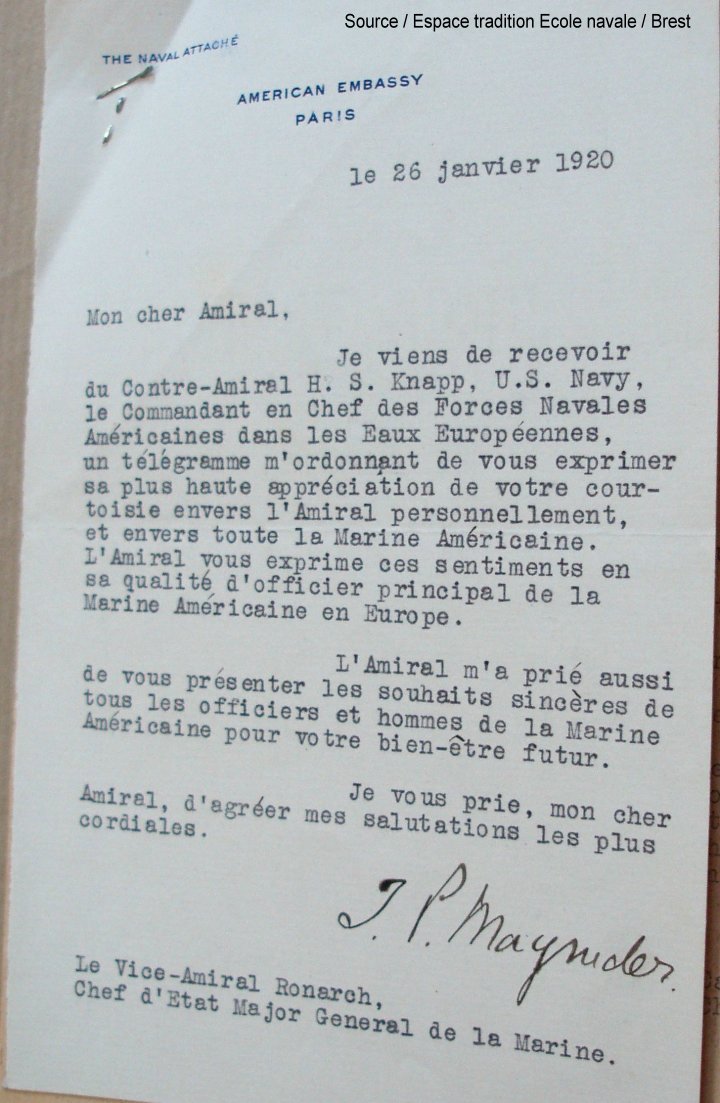 Source / Espace tradition Ecole navale / Brest
THE NAVAL ATTACHÉ
AMERICAN EMBASSY
PARIS
le 26 janvier 1920
Mon cher Amiral,
Je viens de recevoir
du Contre-Amiral H. S. Knapp, U.S. Navy,
le Commandant en Chef des Forces Navales
Américaines dans les Eaux Européennes,
un télégramme m'ordonnant de vous exprimer
sa plus haute appréciation de votre cour-
toisie envers l'Amiral personnellement,
et envers toute la Marine Américaine.
L'Amiral vous exprime ces sentiments en
sa qualité d'officier principal de la
Marine Américaine en Europe.
L'Amiral m'a prié aussi
de vous présenter les souhaits sincères de
tous les officiers et hommes de la Marine
Américaine pour votre bien-être futur.
Je vous prie, mon cher
Amiral, d'agréer mes salutations les plus
cordiales.
T. P. Magruder.
Le Vice-Amiral Ronarch,
Chef d'Etat Major General de la Marine.